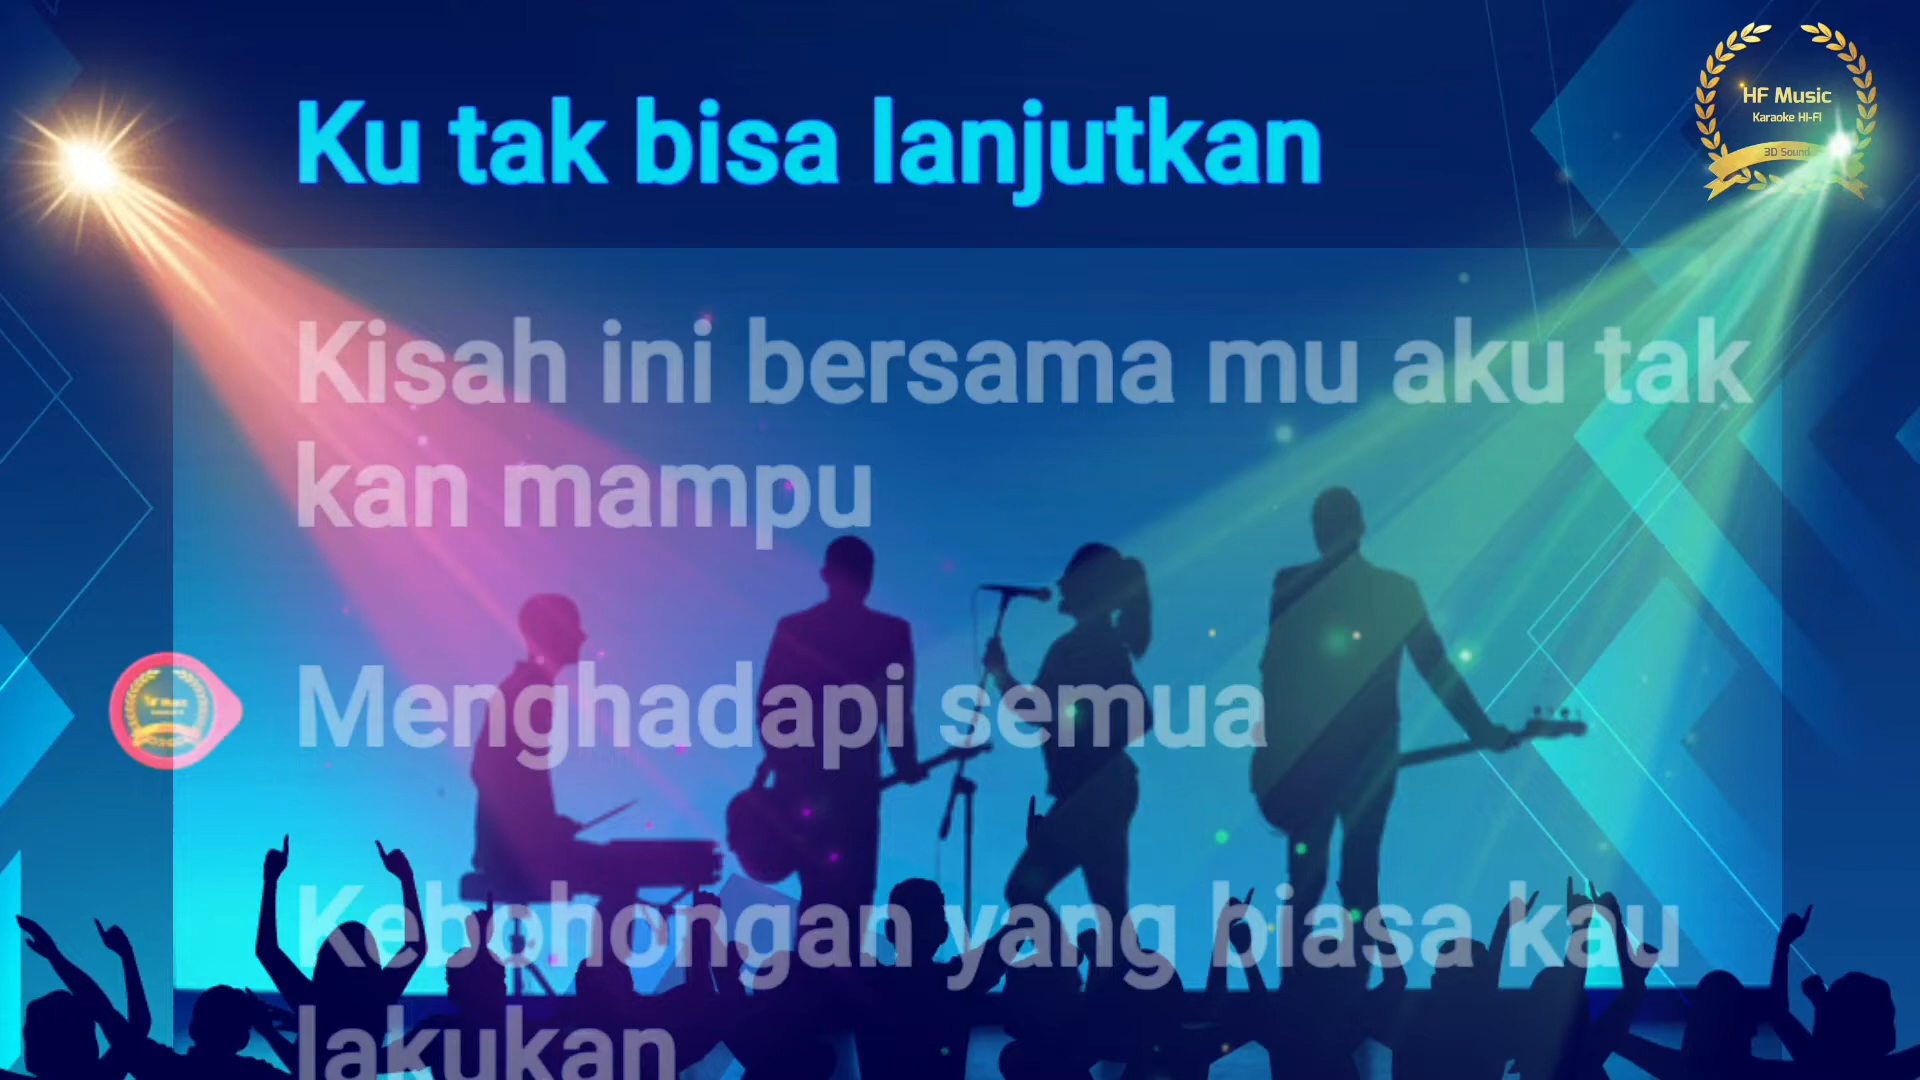 HF Music
Karaoke HI-FI
3D Sound
Ku tak bisa lanjutkan
Kisah ini bersama mu aku tak
kan mampu
Menghadapi semua
Kebohongan yang biasa kau
lakukan